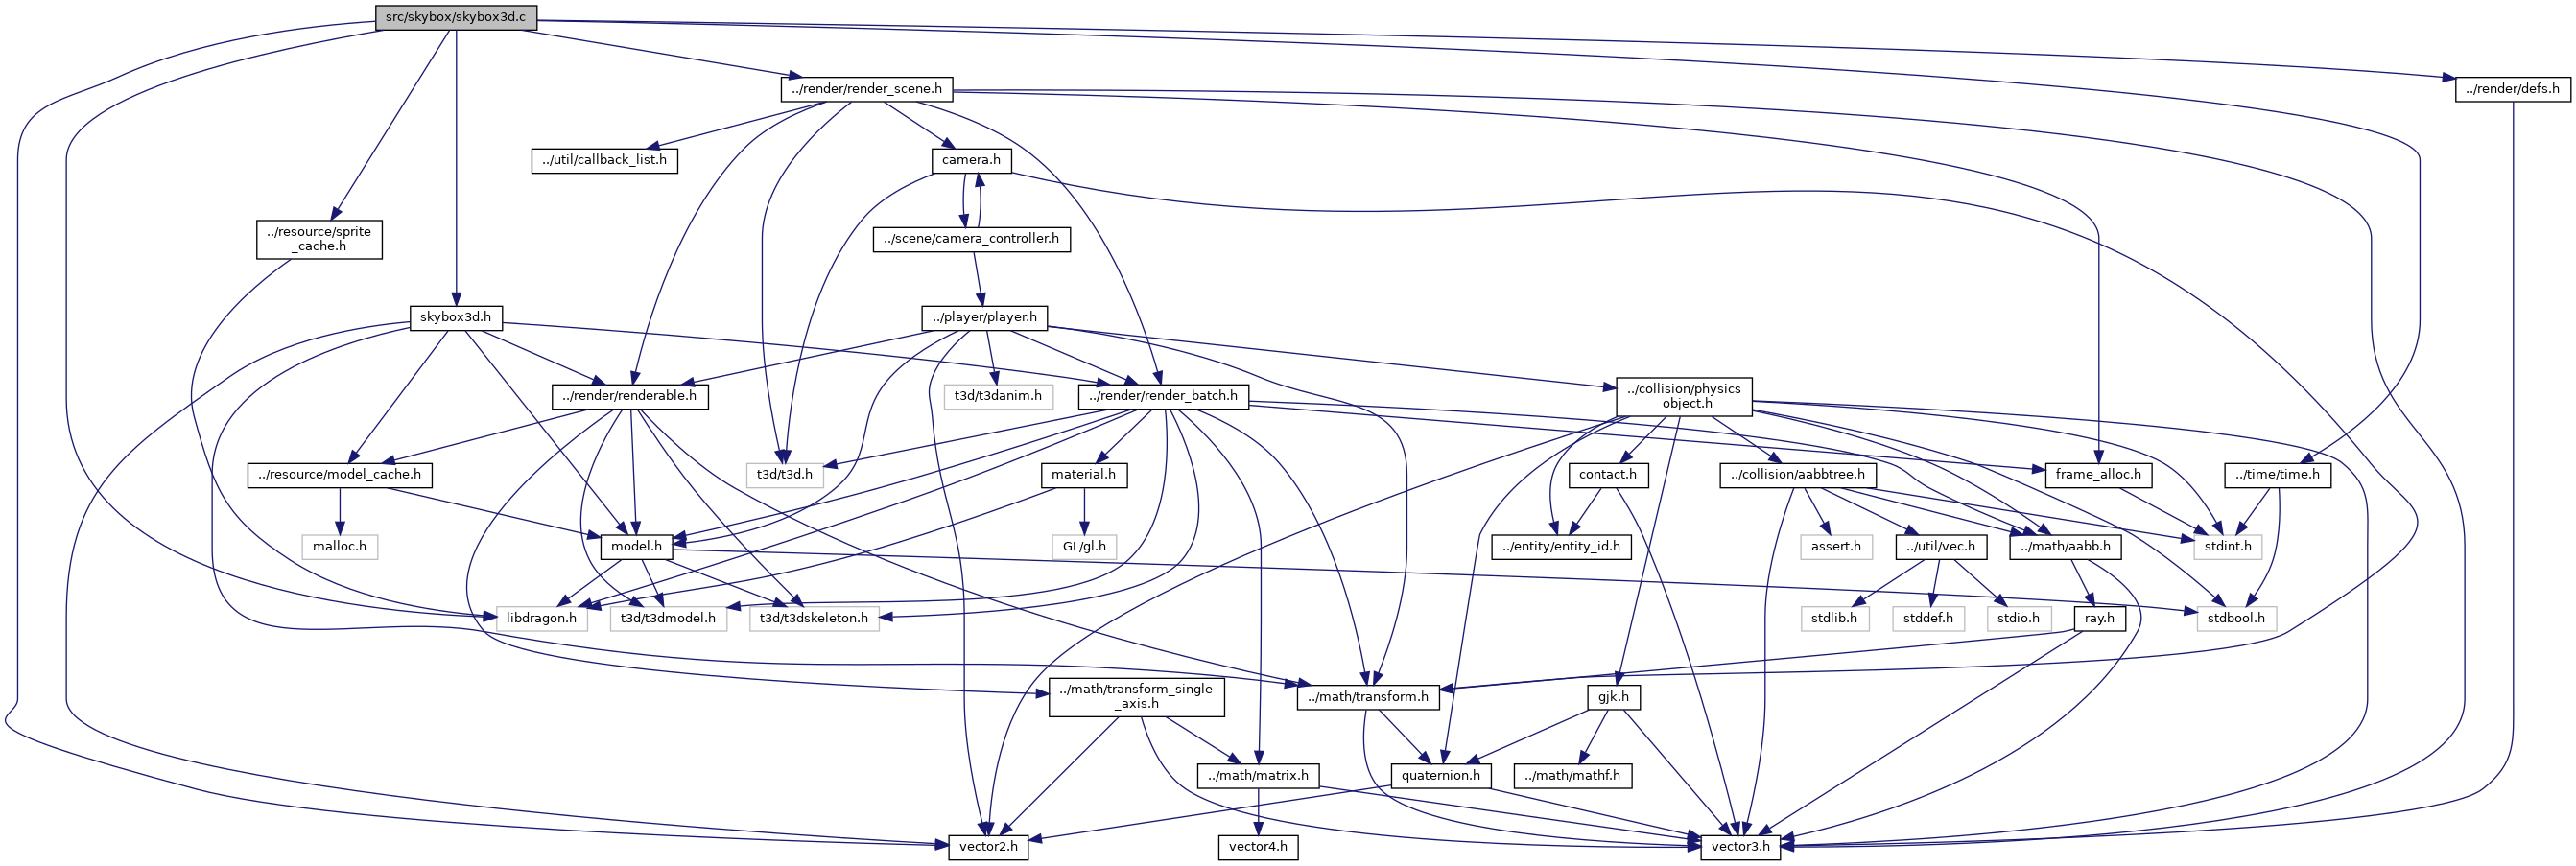 src/skybox/skybox3d.c
../render/render_scene.h
../render/defs.h
../util/callback_list.h
camera.h
../resource/sprite
_cache.h
../scene/camera_controller.h
skybox3d.h
../player/player.h
../render/renderable.h
t3d/t3danim.h
../render/render_batch.h
../collision/physics
_object.h
../resource/model_cache.h
t3d/t3d.h
material.h
contact.h
../collision/aabbtree.h
frame_alloc.h
../time/time.h
malloc.h
model.h
GL/gl.h
../entity/entity_id.h
assert.h
../util/vec.h
../math/aabb.h
stdint.h
libdragon.h
t3d/t3dmodel.h
t3d/t3dskeleton.h
stdlib.h
stddef.h
stdio.h
ray.h
stdbool.h
../math/transform_single
_axis.h
../math/transform.h
gjk.h
../math/matrix.h
quaternion.h
../math/mathf.h
vector2.h
vector4.h
vector3.h